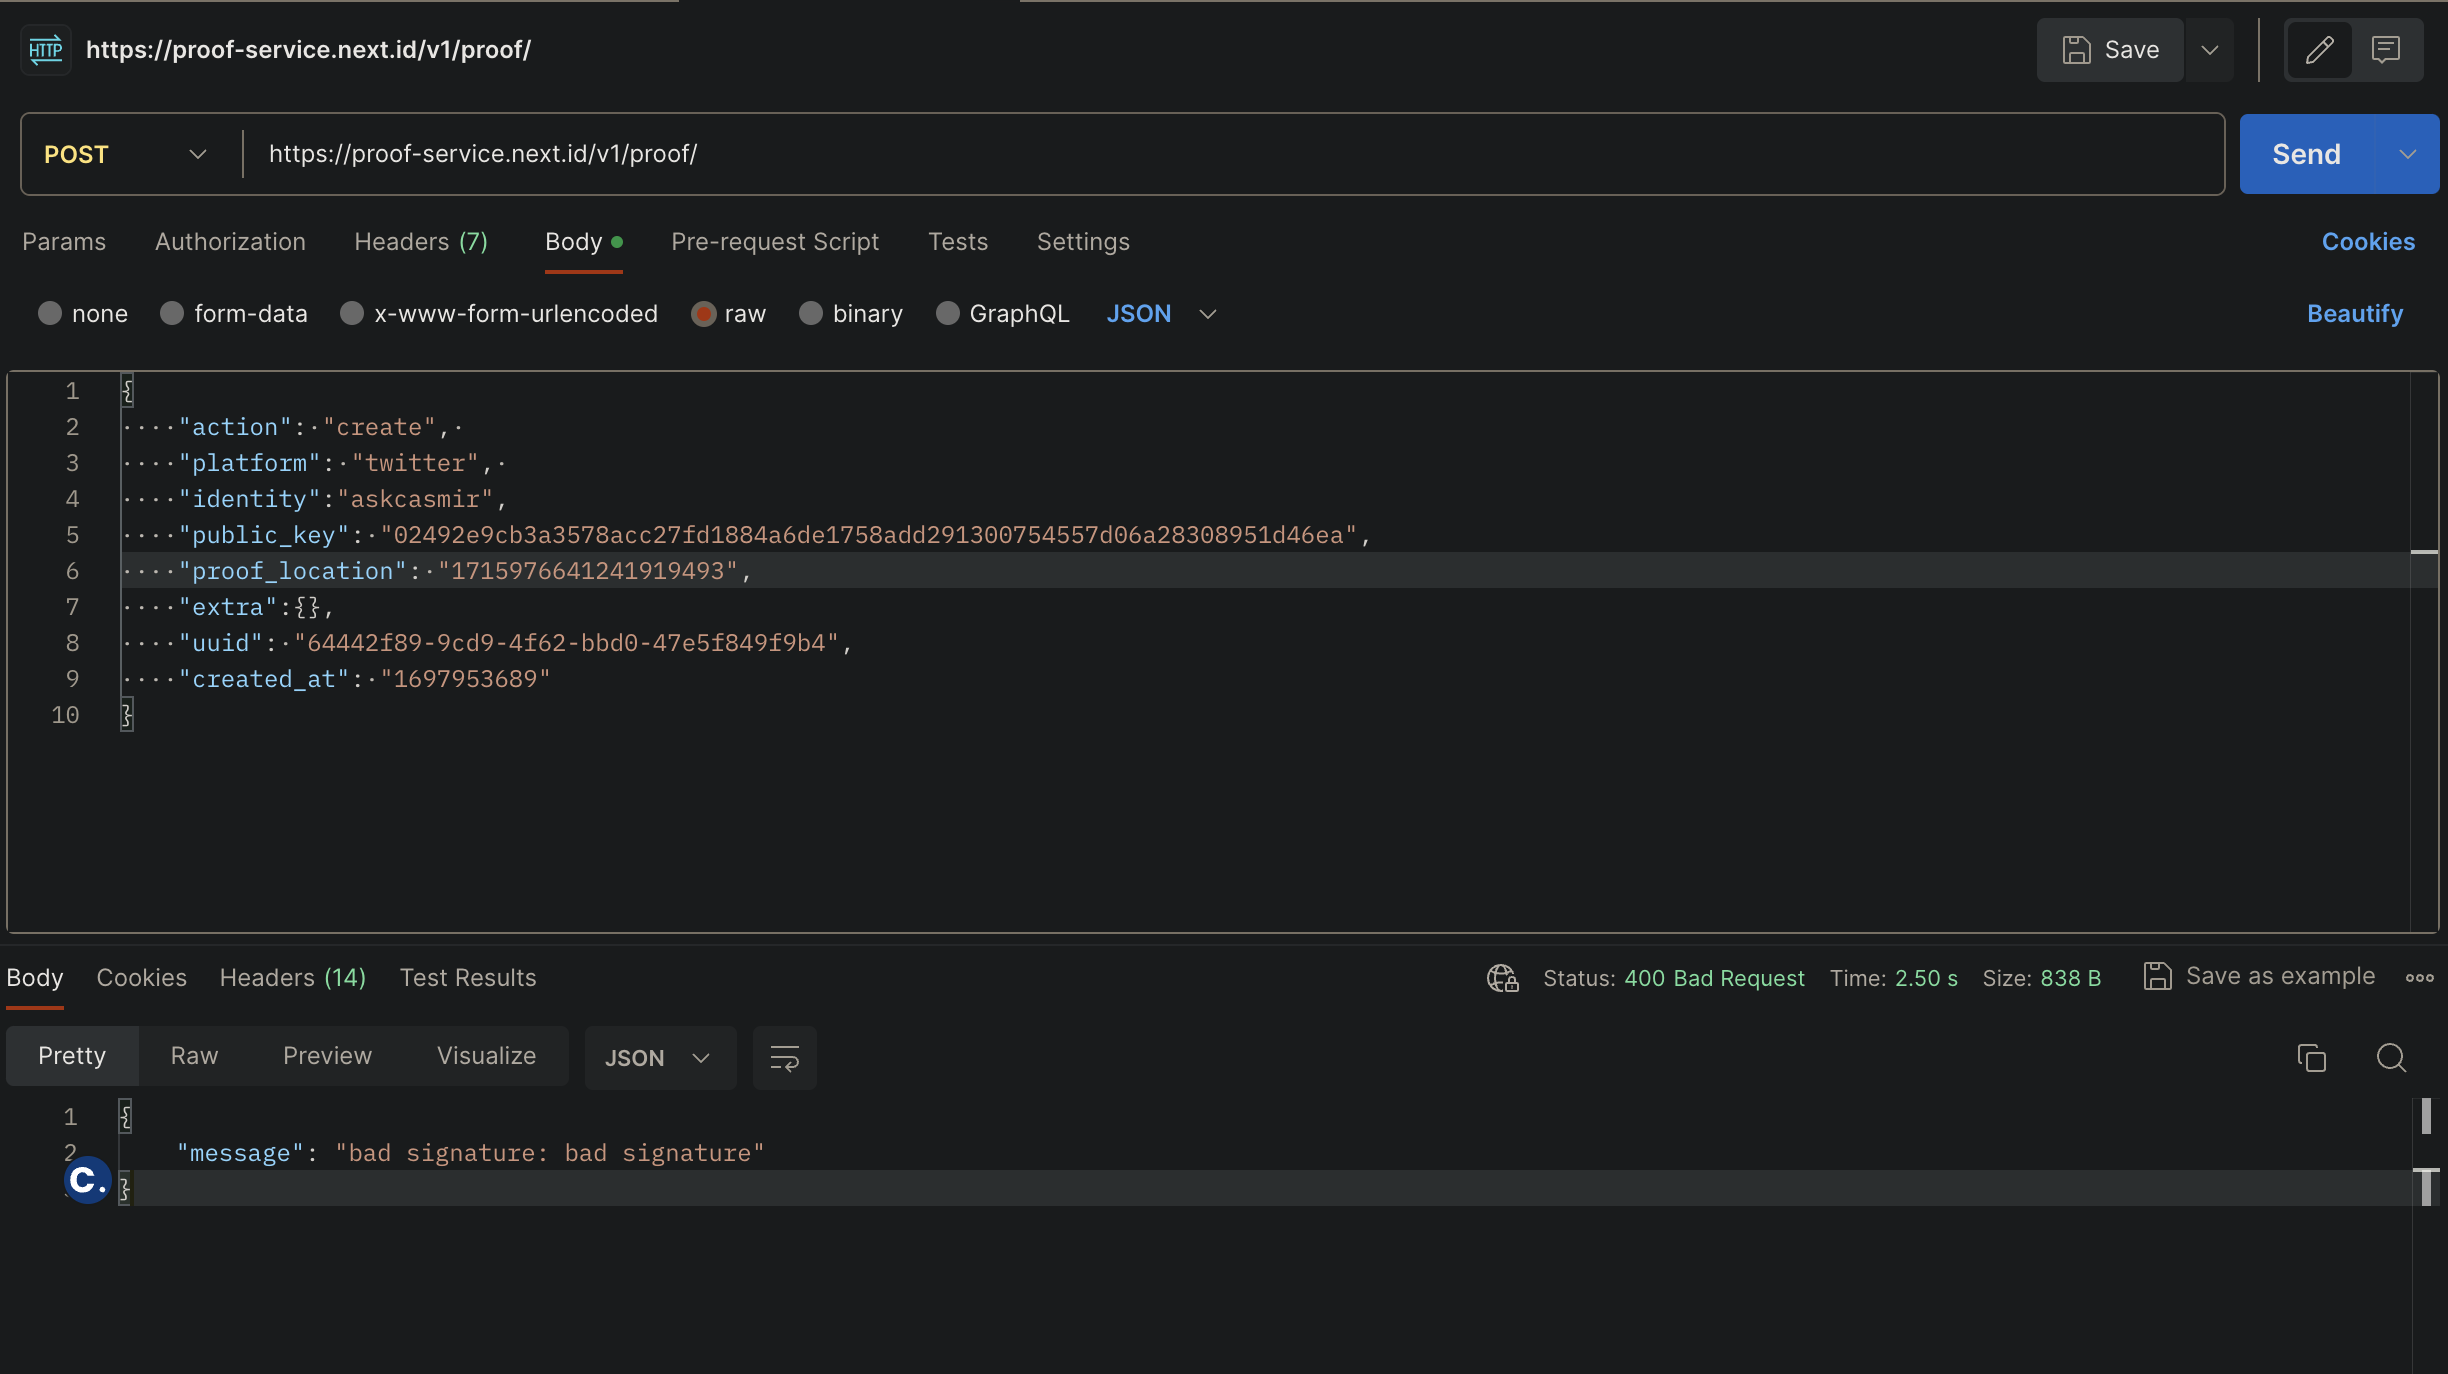 HTTP https://proof-service.next.id/v1/proof/ Save
POST https://proof-service.next.id/v1/proof/ Send
Params Authorization Headers (7) Body Pre-request Script Tests Settings Cookies
none form-data x-www-form-urlencoded raw binary GraphQL JSON Beautify
1 {
2 ····"action":·"create",·
3 ····"platform":·"twitter",·
4 ····"identity":"askcasmir",
5 ····"public_key":·"02492e9cb3a3578acc27fd1884a6de1758add291300754557d06a28308951d46ea",
6 ····"proof_location":·"1715976641241919493",
7 ····"extra":{},
8 ····"uuid":·"64442f89-9cd9-4f62-bbd0-47e5f849f9b4",
9 ····"created_at":·"1697953689"
10 }
Body Cookies Headers (14) Test Results Status: 400 Bad Request Time: 2.50 s Size: 838 B Save as example
Pretty Raw Preview Visualize JSON
1 {
2 "message": "bad signature: bad signature"
C. }